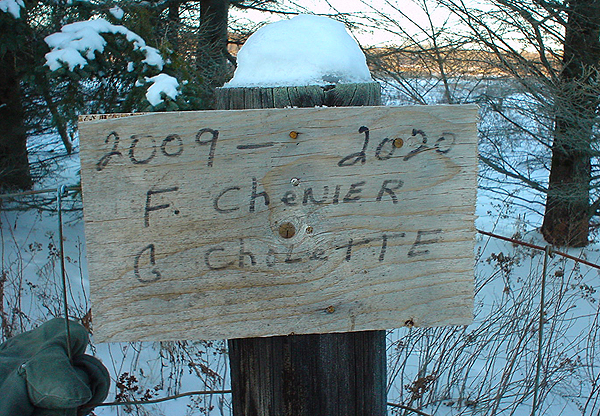 2009 - 2020
F. CHENIER
G CHOLETTE